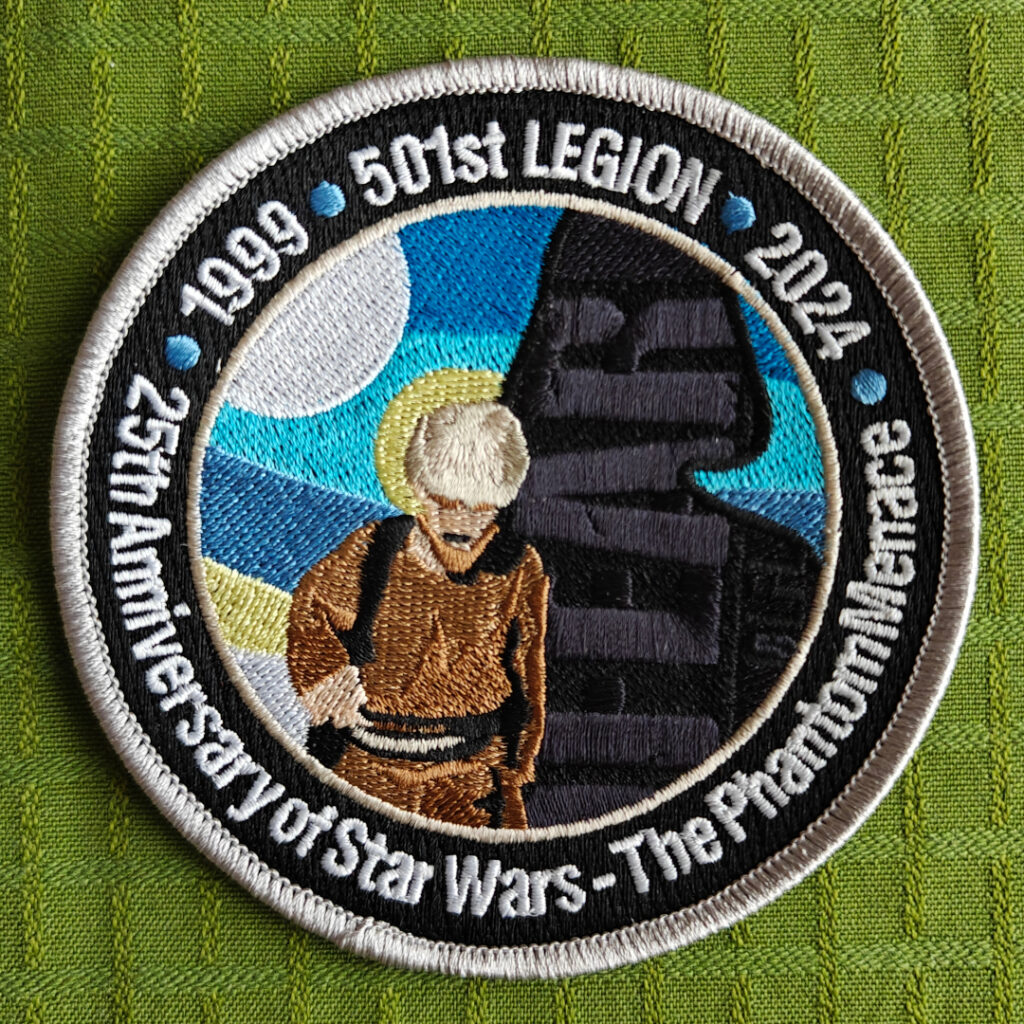 1999 • 501st LEGION • 2024
25th Anniversary of Star Wars - The Phantom Menace